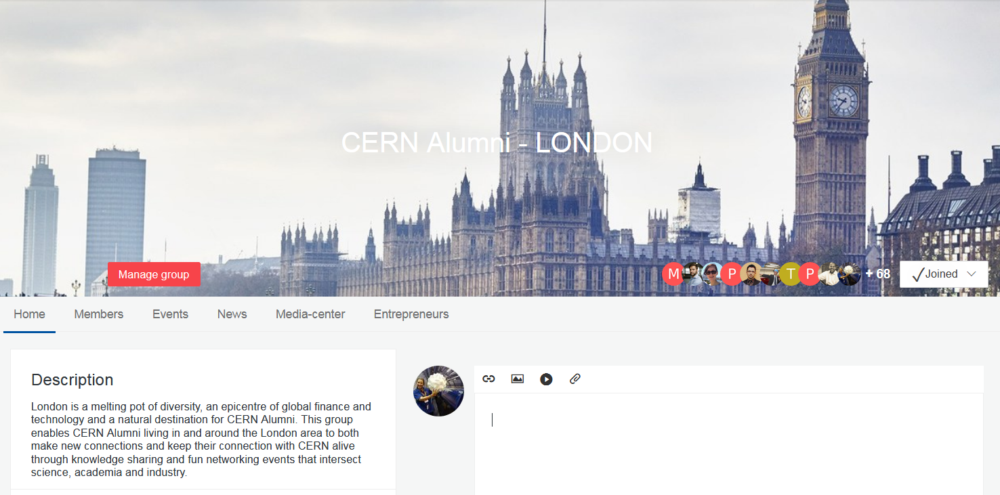 CERN Alumni - LONDON
Manage group
M
P
T
P
+ 68
Joined
Home
Members
Events
News
Media-center
Entrepreneurs
Description
London is a melting pot of diversity, an epicentre of global finance and
technology and a natural destination for CERN Alumni. This group
enables CERN Alumni living in and around the London area to both
make new connections and keep their connection with CERN alive
through knowledge sharing and fun networking events that intersect
science, academia and industry.